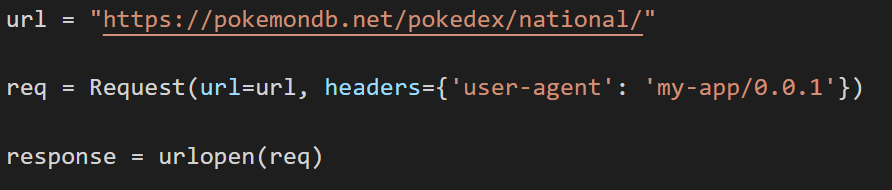 url = "https://pokemondb.net/pokedex/national/"
req = Request(url=url, headers={'user-agent': 'my-app/0.0.1'})
response = urlopen(req)